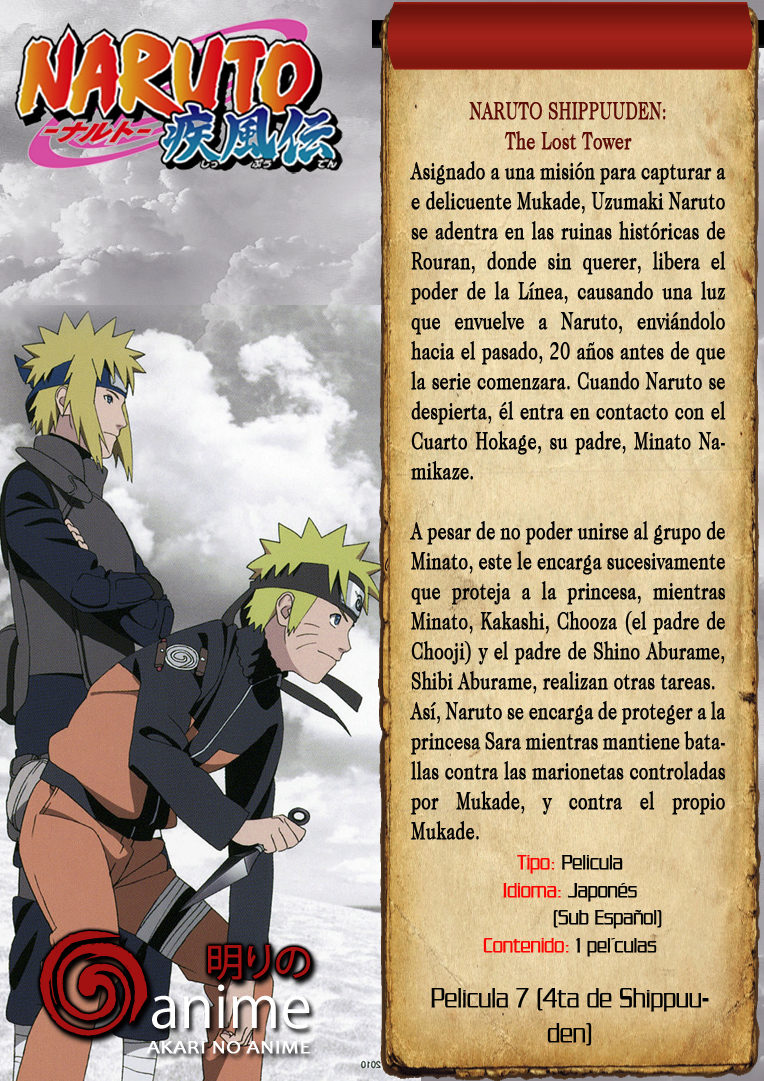 NARUTO
-ナルト-
疾風伝
しっ ぷう でん
NARUTO SHIPPUUDEN:
The Lost Tower
Asignado a una misión para capturar a
e delicuente Mukade, Uzumaki Naruto
se adentra en las ruinas históricas de
Rouran, donde sin querer, libera el
poder de la Línea, causando una luz
que envuelve a Naruto, enviándolo
hacia el pasado, 20 años antes de que
la serie comenzara. Cuando Naruto se
despierta, él entra en contacto con el
Cuarto Hokage, su padre, Minato Na-
mikaze.
A pesar de no poder unirse al grupo de
Minato, este le encarga sucesivamente
que proteja a la princesa, mientras
Minato, Kakashi, Chooza (el padre de
Chooji) y el padre de Shino Aburame,
Shibi Aburame, realizan otras tareas.
Así, Naruto se encarga de proteger a la
princesa Sara mientras mantiene bata-
llas contra las marionetas controladas
por Mukade, y contra el propio
Mukade.
Tipo: Pelicula
Idioma: Japonés
(Sub Español)
Contenido: 1 pel´culas
Pelicula 7 (4ta de Shippuu-
den)
明りの
anime
AKARI NO ANIME
2010